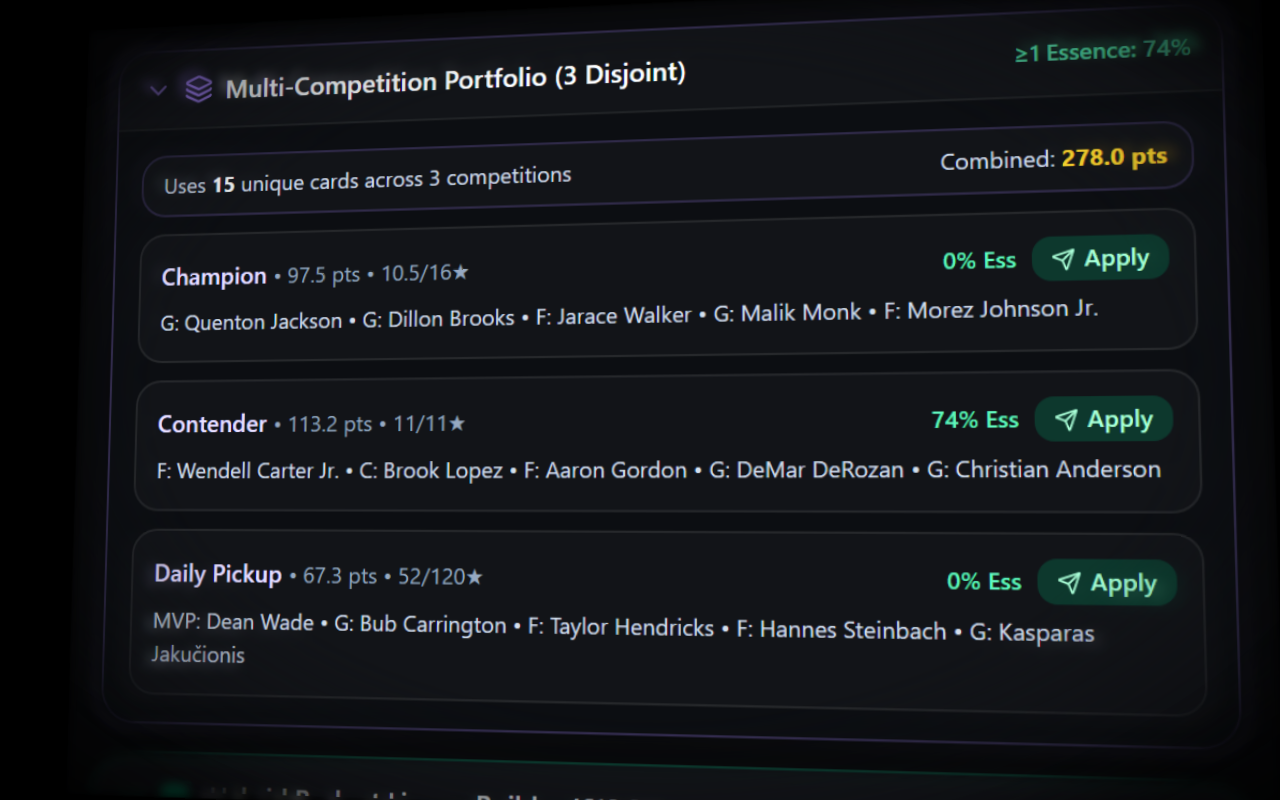 Multi-Competition Portfolio (3 Disjoint)
≥1 Essence: 74%
Uses 15 unique cards across 3 competitions
Combined: 278.0 pts
Champion • 97.5 pts • 10.5/16★
0% Ess
Apply
G: Quenton Jackson • G: Dillon Brooks • F: Jarace Walker • G: Malik Monk • F: Morez Johnson Jr.
Contender • 113.2 pts • 11/11★
74% Ess
Apply
F: Wendell Carter Jr. • C: Brook Lopez • F: Aaron Gordon • G: DeMar DeRozan • G: Christian Anderson
Daily Pickup • 67.3 pts • 52/120★
0% Ess
Apply
MVP: Dean Wade • G: Bub Carrington • F: Taylor Hendricks • F: Hannes Steinbach • G: Kasparas
Jakučionis